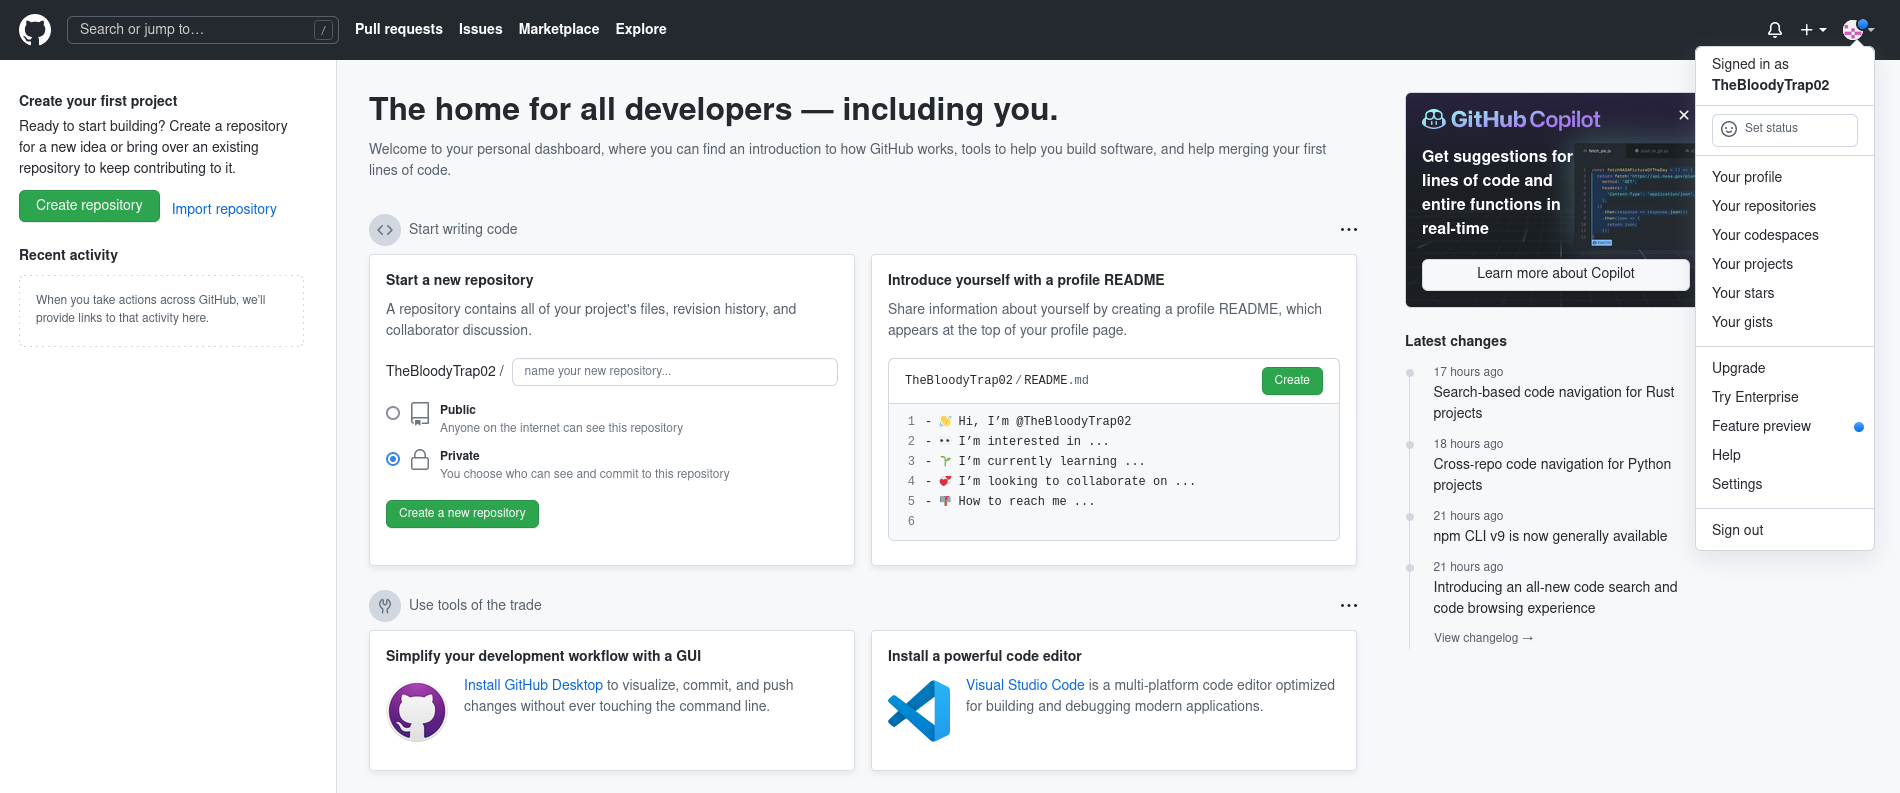 Search or jump to…
/
Pull requests
Issues
Marketplace
Explore
Create your first project
Ready to start building? Create a repository
for a new idea or bring over an existing
repository to keep contributing to it.
Create repository
Import repository
Recent activity
When you take actions across GitHub, we'll
provide links to that activity here.
The home for all developers — including you.
Welcome to your personal dashboard, where you can find an introduction to how GitHub works, tools to help you build software, and help merging your first
lines of code.
Start writing code
Start a new repository
A repository contains all of your project's files, revision history, and
collaborator discussion.
TheBloodyTrap02 /
name your new repository...
Public
Anyone on the internet can see this repository
Private
You choose who can see and commit to this repository
Create a new repository
Introduce yourself with a profile README
Share information about yourself by creating a profile README, which
appears at the top of your profile page.
TheBloodyTrap02 / README.md
Create
1 - 👋 Hi, I'm @TheBloodyTrap02
2 - 👀 I'm interested in ...
3 - 🌱 I'm currently learning ...
4 - 💞️ I'm looking to collaborate on ...
5 - 📫 How to reach me ...
6
Use tools of the trade
Simplify your development workflow with a GUI
Install GitHub Desktop to visualize, commit, and push
changes without ever touching the command line.
Install a powerful code editor
Visual Studio Code is a multi-platform code editor optimized
for building and debugging modern applications.
GitHub Copilot
Get suggestions for
lines of code and
entire functions in
real-time
Learn more about Copilot
Latest changes
17 hours ago
Search-based code navigation for Rust
projects
18 hours ago
Cross-repo code navigation for Python
projects
21 hours ago
npm CLI v9 is now generally available
21 hours ago
Introducing an all-new code search and
code browsing experience
View changelog →
Signed in as
TheBloodyTrap02
Set status
Your profile
Your repositories
Your codespaces
Your projects
Your stars
Your gists
Upgrade
Try Enterprise
Feature preview
Help
Settings
Sign out